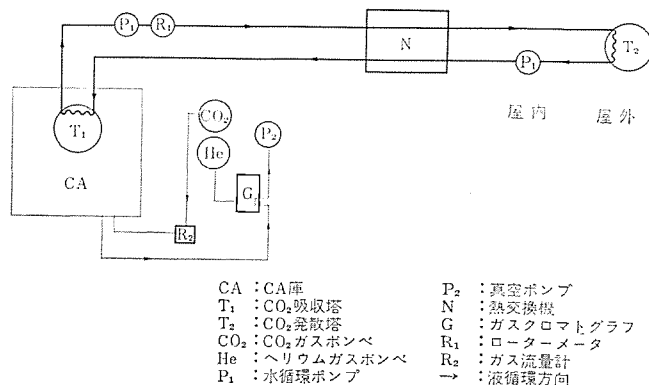 P₁ R₁
N
T₂
P₁
屋内 屋外
T₁
CA
CO₂
He
P₂
G
R₂
CA :CA庫
T₁ :CO₂吸収塔
T₂ :CO₂発散塔
CO₂ :CO₂ガスボンベ
He :ヘリウムガスボンベ
P₁ :水循環ポンプ
P₂ :真空ポンプ
N :熱交換機
G :ガスクロマトグラフ
R₁ :ローターメータ
R₂ :ガス流量計
→ :液循環方向